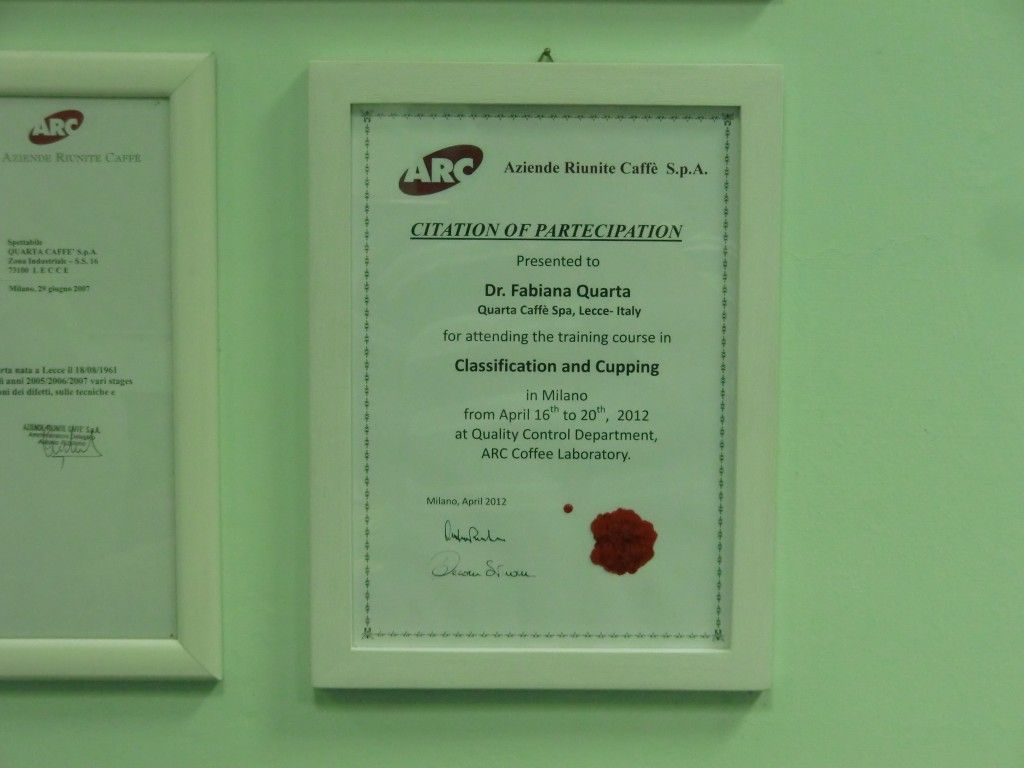 ARC
AZIENDE RIUNITE CAFFÈ
Spettabile
QUARTA CAFFE' S.p.A.
Zona Industriale – S.S. 16
73100 L E C C E
Milano, 29 giugno 2007
rta nata a Lecce il 18/08/1961
li anni 2005/2006/2007 vari stages
oni dei difetti, sulle tecniche e
AZIENDE RIUNITE CAFFE' S.p.A.
ARC Aziende Riunite Caffè S.p.A.
CITATION OF PARTECIPATION
Presented to
Dr. Fabiana Quarta
Quarta Caffè Spa, Lecce- Italy
for attending the training course in
Classification and Cupping
in Milano
from April 16th to 20th, 2012
at Quality Control Department,
ARC Coffee Laboratory.
Milano, April 2012